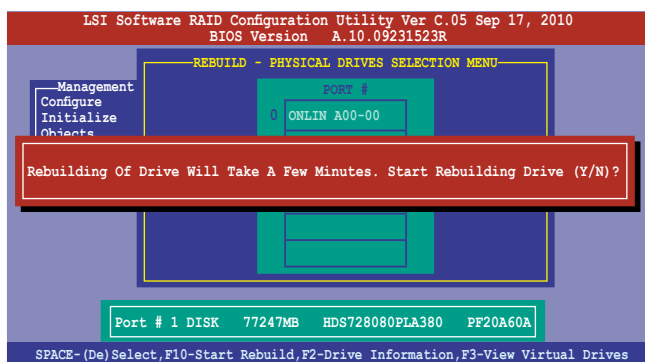 LSI Software RAID Configuration Utility Ver C.05 Sep 17, 2010
BIOS Version A.10.09231523R
REBUILD - PHYSICAL DRIVES SELECTION MENU
Management
Configure
Initialize
Objects
PORT #
0 ONLIN A00-00
Rebuilding Of Drive Will Take A Few Minutes. Start Rebuilding Drive (Y/N)?
Port # 1 DISK 77247MB HDS728080PLA380 PF20A60A
SPACE-(De)Select,F10-Start Rebuild,F2-Drive Information,F3-View Virtual Drives